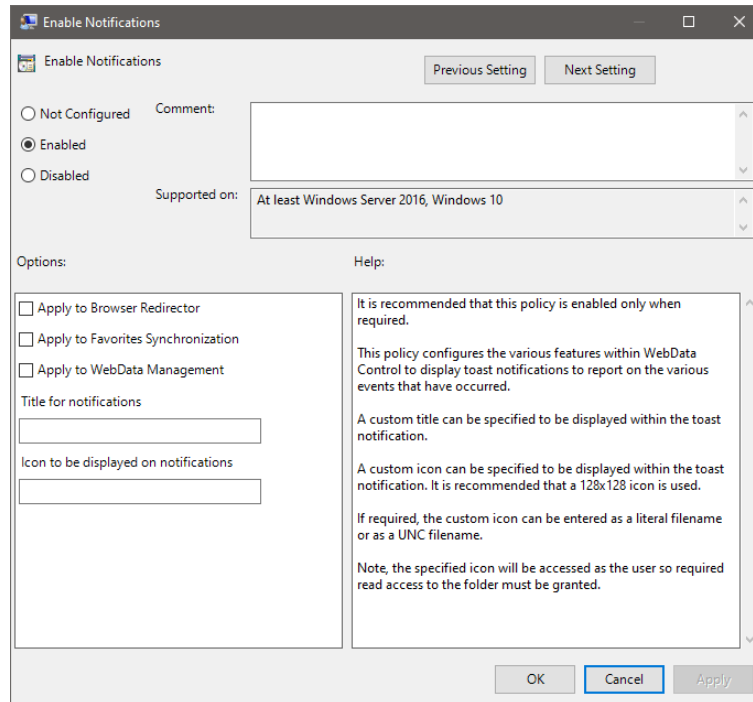 Enable Notifications
Enable Notifications
Previous Setting
Next Setting
Not Configured
Comment:
Enabled
Disabled
Supported on:
At least Windows Server 2016, Windows 10
Options:
Help:
Apply to Browser Redirector
Apply to Favorites Synchronization
Apply to WebData Management
Title for notifications
Icon to be displayed on notifications
It is recommended that this policy is enabled only when
required.
This policy configures the various features within WebData
Control to display toast notifications to report on the various
events that have occurred.
A custom title can be specified to be displayed within the toast
notification.
A custom icon can be specified to be displayed within the toast
notification. It is recommended that a 128x128 icon is used.
If required, the custom icon can be entered as a literal filename
or as a UNC filename.
Note, the specified icon will be accessed as the user so required
read access to the folder must be granted.
OK
Cancel
Apply